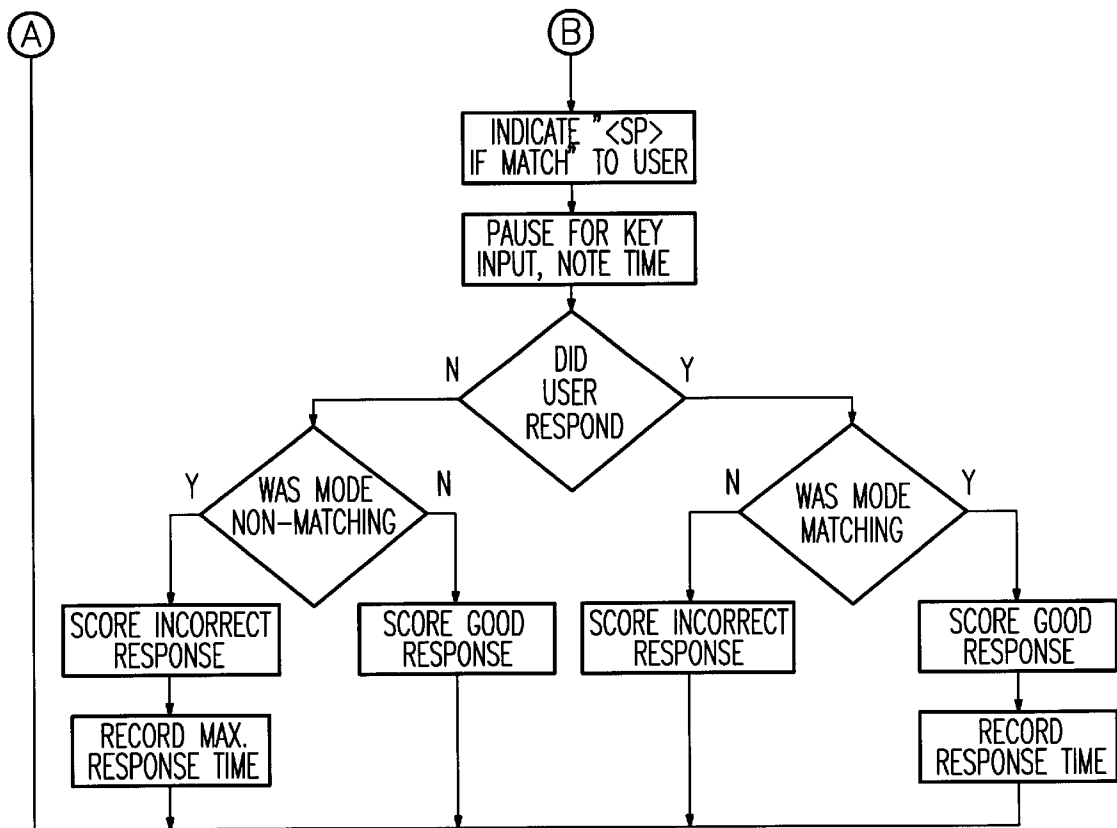 A
B
INDICATE "<SP>
IF MATCH" TO USER
PAUSE FOR KEY
INPUT, NOTE TIME
DID
USER
RESPOND
N
Y
WAS MODE
NON-MATCHING
Y
N
WAS MODE
MATCHING
N
Y
SCORE INCORRECT
RESPONSE
SCORE GOOD
RESPONSE
SCORE INCORRECT
RESPONSE
SCORE GOOD
RESPONSE
RECORD MAX.
RESPONSE TIME
RECORD
RESPONSE TIME